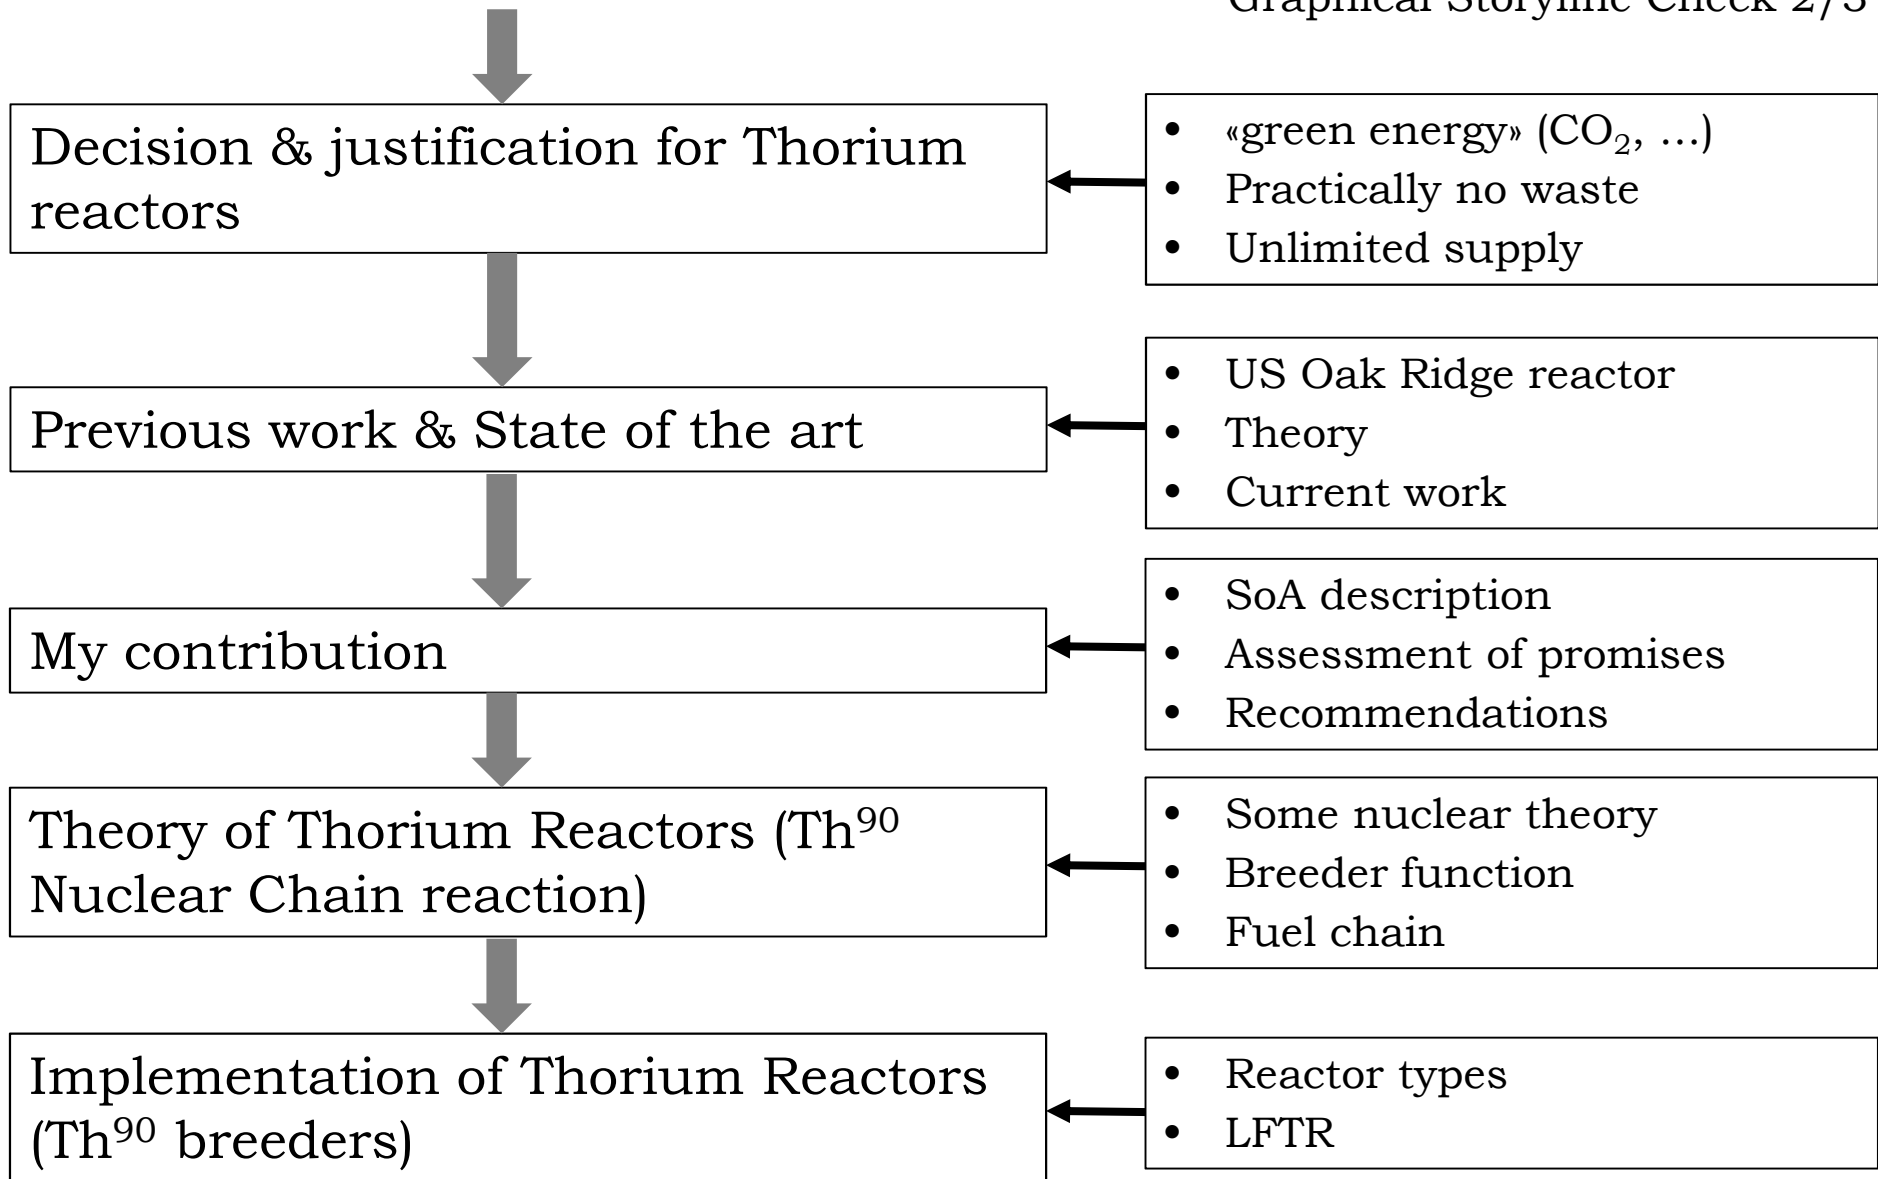 Graphical Storyline Check 2/3
Decision & justification for Thorium
reactors
• «green energy» (CO₂, …)
• Practically no waste
• Unlimited supply
Previous work & State of the art
• US Oak Ridge reactor
• Theory
• Current work
My contribution
• SoA description
• Assessment of promises
• Recommendations
Theory of Thorium Reactors (Th⁹⁰
Nuclear Chain reaction)
• Some nuclear theory
• Breeder function
• Fuel chain
Implementation of Thorium Reactors
(Th⁹⁰ breeders)
• Reactor types
• LFTR